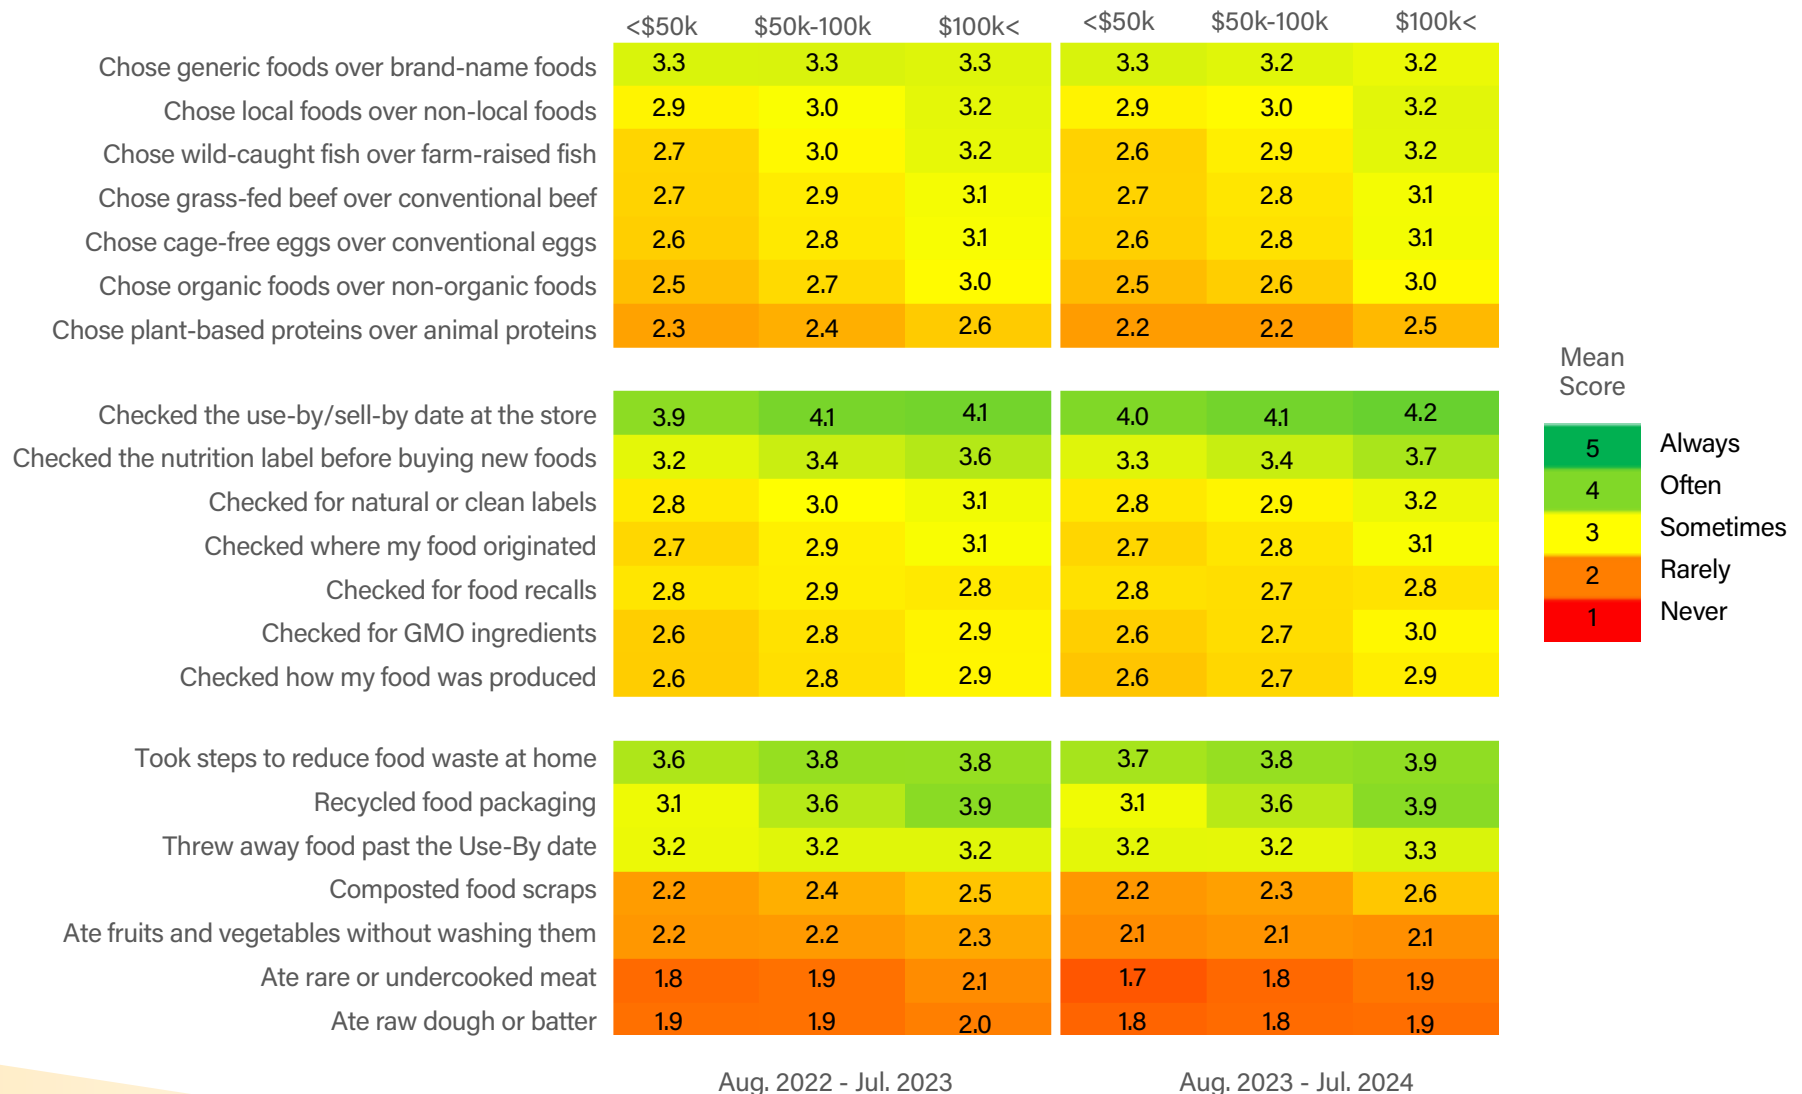 <$50k $50k-100k $100k< <$50k $50k-100k $100k<
Chose generic foods over brand-name foods 3.3 3.3 3.3 3.3 3.2 3.2
Chose local foods over non-local foods 2.9 3.0 3.2 2.9 3.0 3.2
Chose wild-caught fish over farm-raised fish 2.7 3.0 3.2 2.6 2.9 3.2
Chose grass-fed beef over conventional beef 2.7 2.9 3.1 2.7 2.8 3.1
Chose cage-free eggs over conventional eggs 2.6 2.8 3.1 2.6 2.8 3.1
Chose organic foods over non-organic foods 2.5 2.7 3.0 2.5 2.6 3.0
Chose plant-based proteins over animal proteins 2.3 2.4 2.6 2.2 2.2 2.5
Checked the use-by/sell-by date at the store 3.9 4.1 4.1 4.0 4.1 4.2
Checked the nutrition label before buying new foods 3.2 3.4 3.6 3.3 3.4 3.7
Checked for natural or clean labels 2.8 3.0 3.1 2.8 2.9 3.2
Checked where my food originated 2.7 2.9 3.1 2.7 2.8 3.1
Checked for food recalls 2.8 2.9 2.8 2.8 2.7 2.8
Checked for GMO ingredients 2.6 2.8 2.9 2.6 2.7 3.0
Checked how my food was produced 2.6 2.8 2.9 2.6 2.7 2.9
Took steps to reduce food waste at home 3.6 3.8 3.8 3.7 3.8 3.9
Recycled food packaging 3.1 3.6 3.9 3.1 3.6 3.9
Threw away food past the Use-By date 3.2 3.2 3.2 3.2 3.2 3.3
Composted food scraps 2.2 2.4 2.5 2.2 2.3 2.6
Ate fruits and vegetables without washing them 2.2 2.2 2.3 2.1 2.1 2.1
Ate rare or undercooked meat 1.8 1.9 2.1 1.7 1.8 1.9
Ate raw dough or batter 1.9 1.9 2.0 1.8 1.8 1.9
Aug. 2022 - Jul. 2023 Aug. 2023 - Jul. 2024
Mean
Score
5 Always
4 Often
3 Sometimes
2 Rarely
1 Never